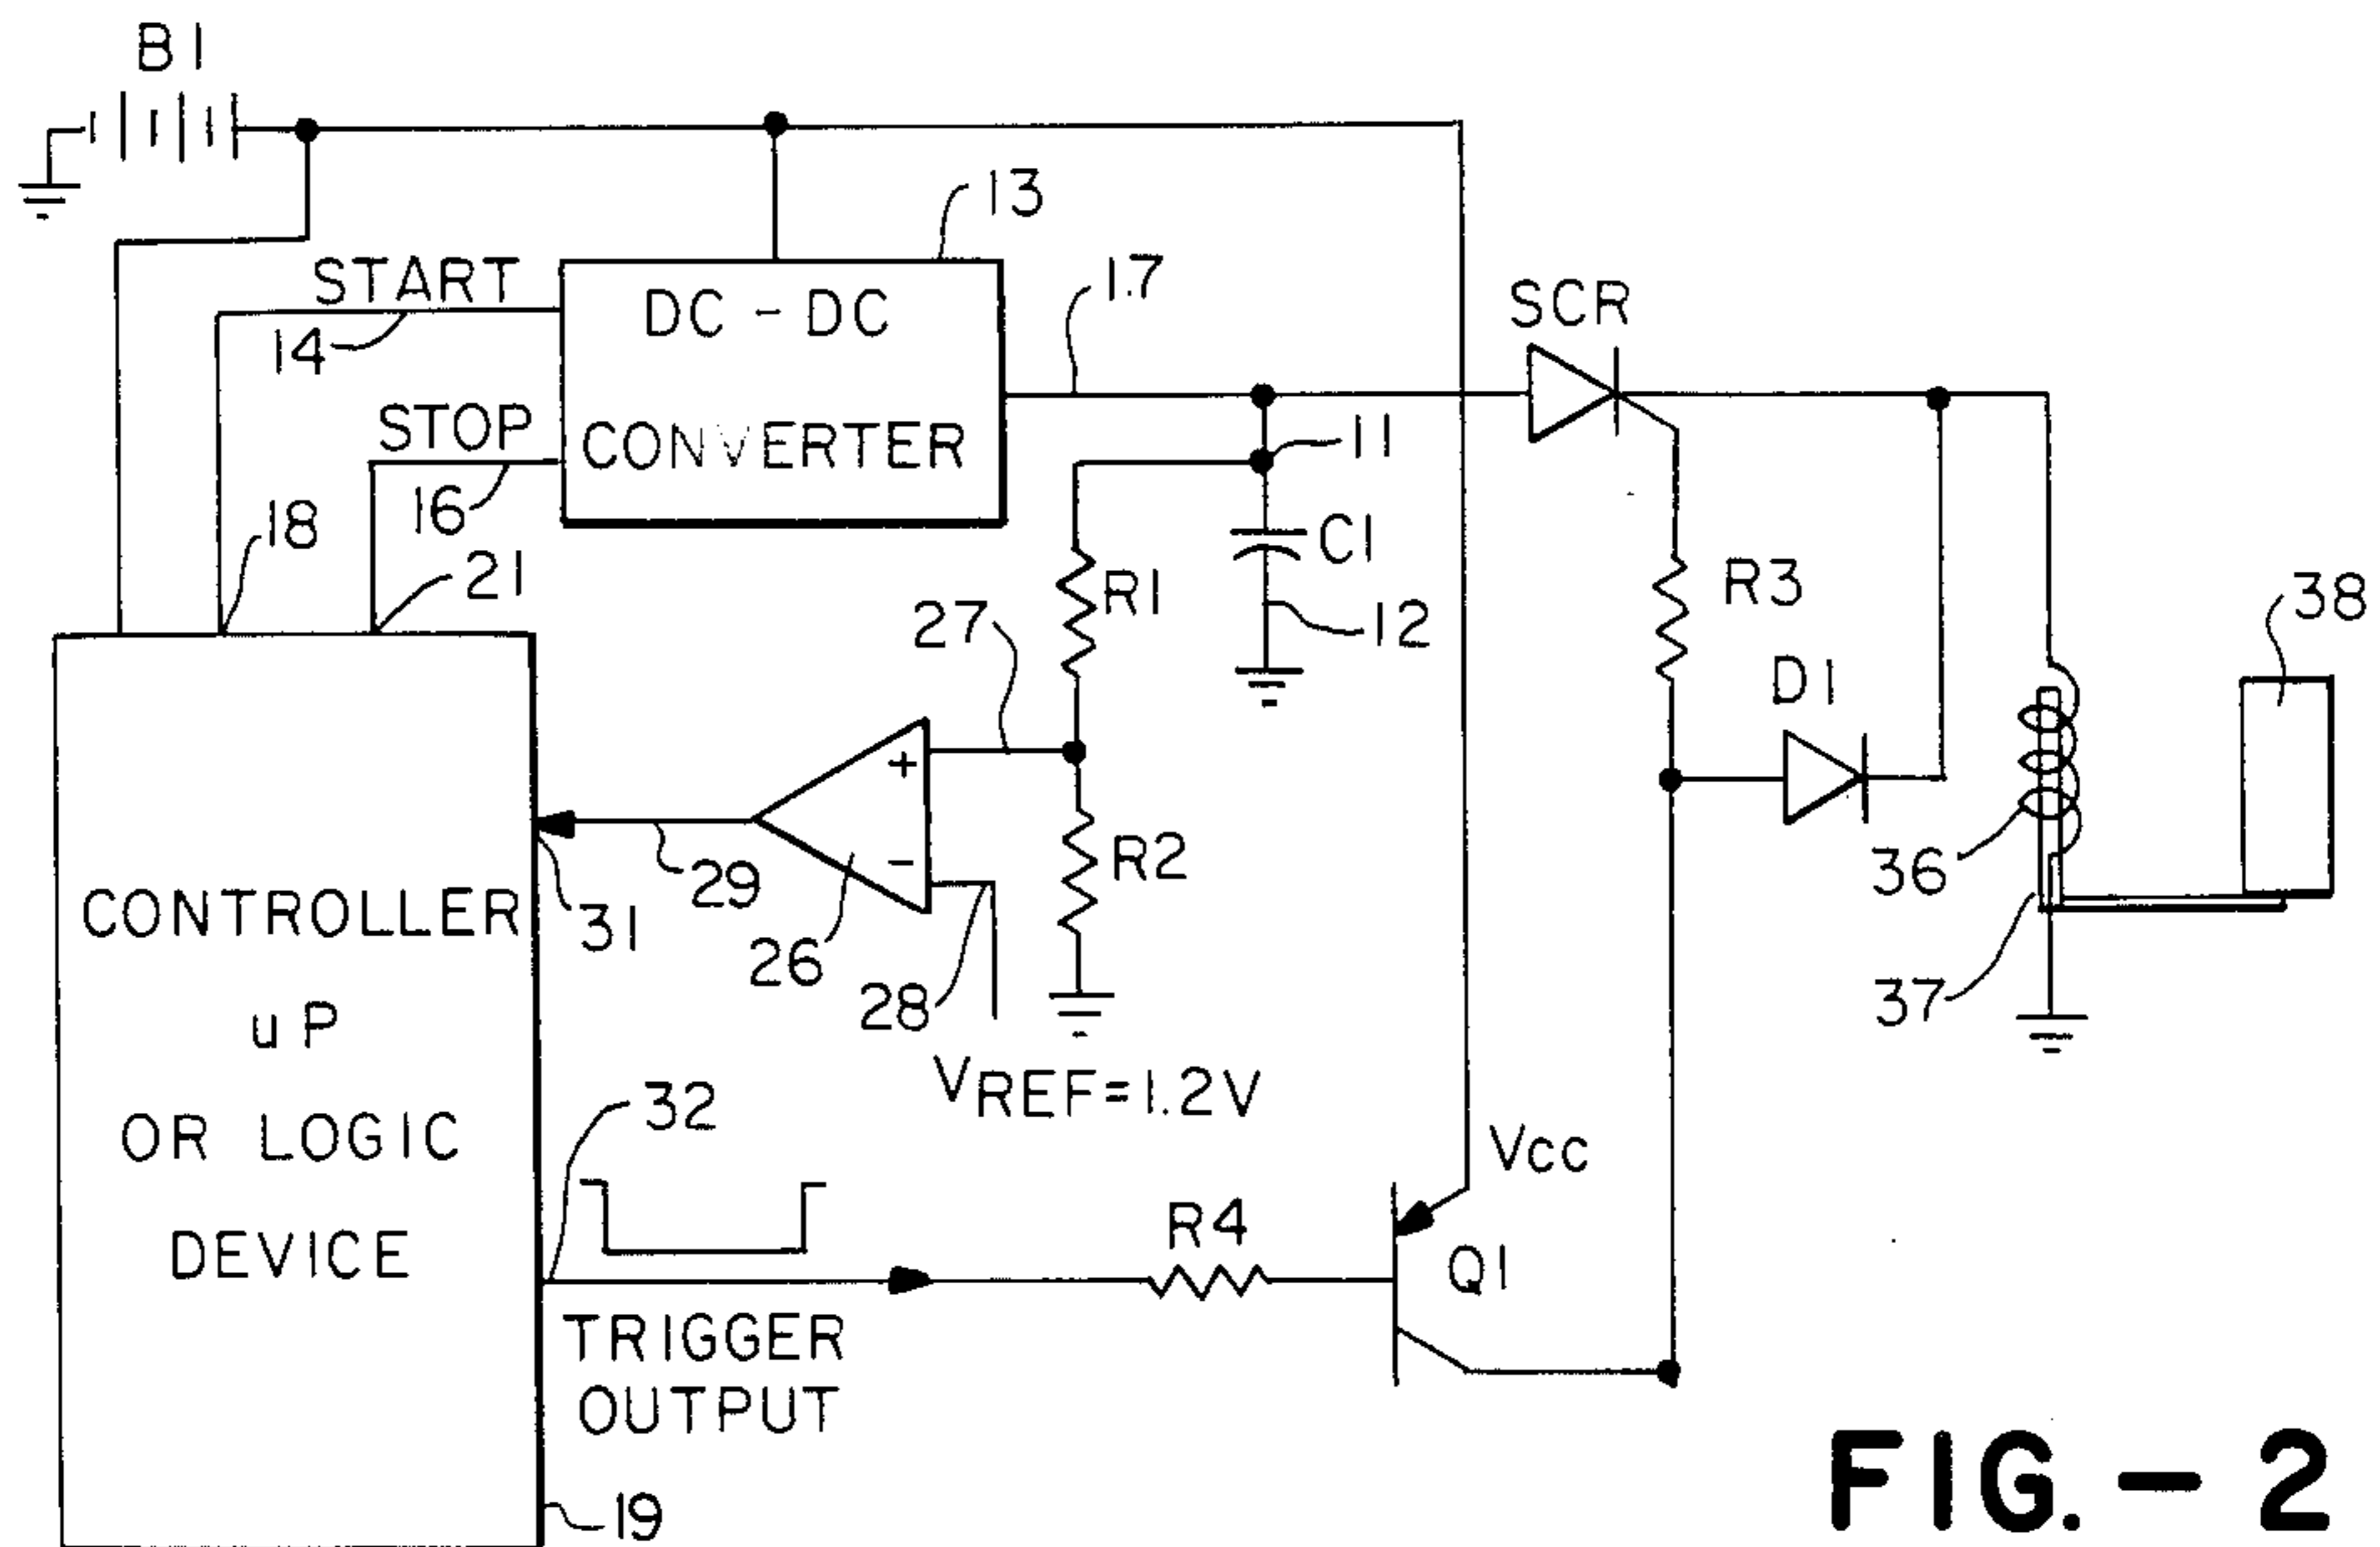 B1
13
START
DC - DC
17
SCR
14
STOP
CONVERTER
11
16
18
21
C1
R1
R3
12
27
38
D1
+
R2
-
36
29
CONTROLLER
31
26
28
37
uP
VREF=1.2V
32
OR LOGIC
VCC
R4
DEVICE
Q1
TRIGGER
OUTPUT
19
FIG.-2